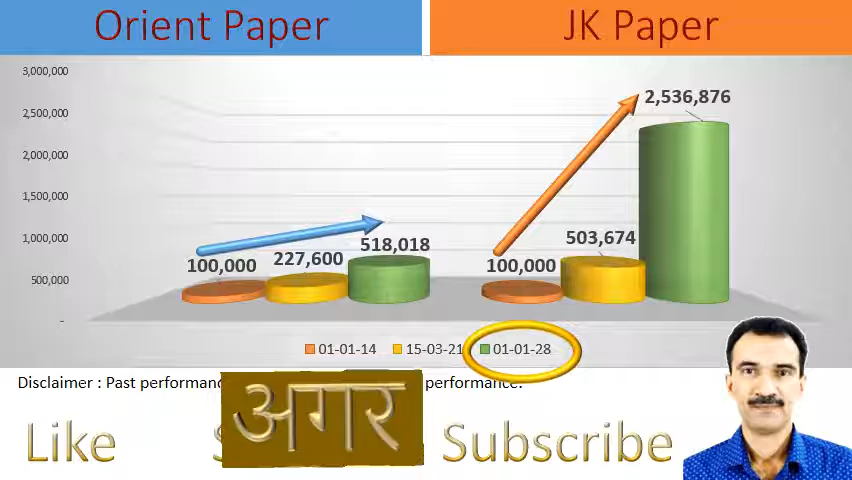 Orient Paper
JK Paper
3,000,000
2,500,000
2,000,000
1,500,000
1,000,000
500,000
-
100,000
227,600
518,018
100,000
503,674
2,536,876
01-01-14
15-03-21
01-01-28
Disclaimer : Past performance.
अगर
Like
Subscribe